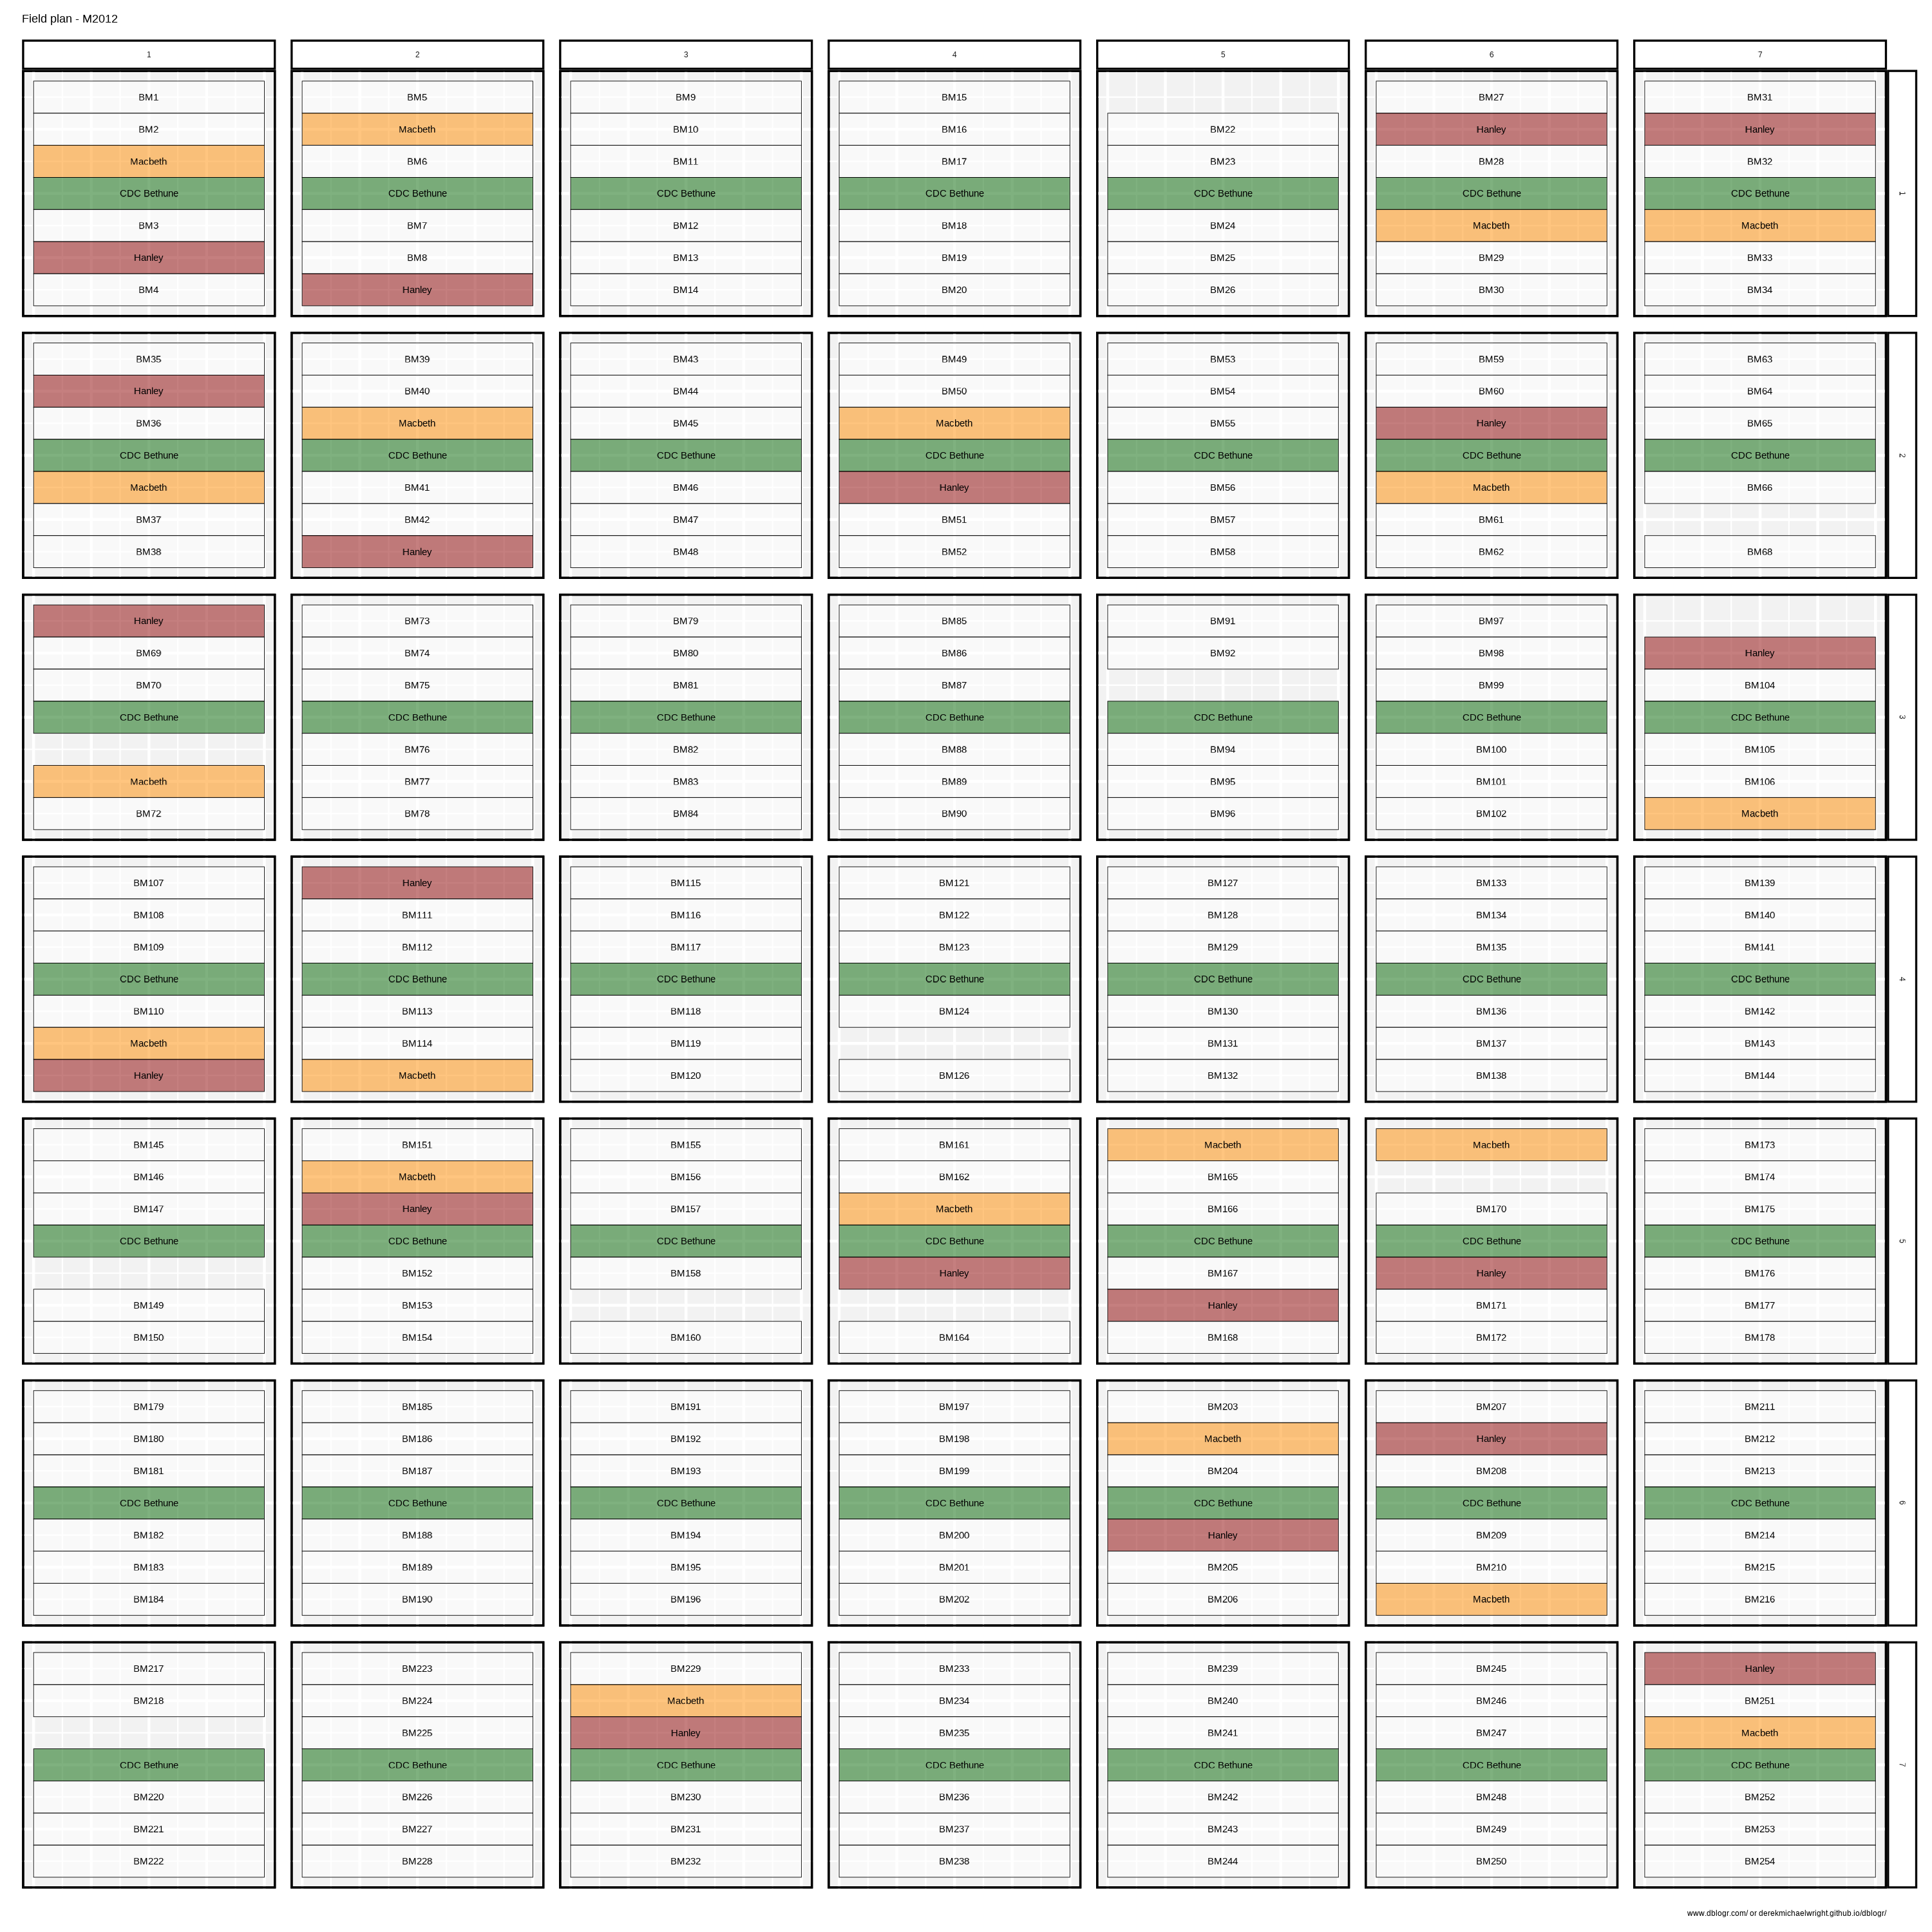 Field plan - M2012
1 2 3 4 5 6 7
BM1 BM5 BM9 BM15 BM27 BM31
BM2 Macbeth BM10 BM16 BM22 Hanley Hanley
Macbeth BM6 BM11 BM17 BM23 BM28 BM32
CDC Bethune CDC Bethune CDC Bethune CDC Bethune CDC Bethune CDC Bethune CDC Bethune 1
BM3 BM7 BM12 BM18 BM24 Macbeth Macbeth
Hanley BM8 BM13 BM19 BM25 BM29 BM33
BM4 Hanley BM14 BM20 BM26 BM30 BM34
BM35 BM39 BM43 BM49 BM53 BM59 BM63
Hanley BM40 BM44 BM50 BM54 BM60 BM64
BM36 Macbeth BM45 Macbeth BM55 Hanley BM65
CDC Bethune CDC Bethune CDC Bethune CDC Bethune CDC Bethune CDC Bethune CDC Bethune 2
Macbeth BM41 BM46 Hanley BM56 Macbeth BM66
BM37 BM42 BM47 BM51 BM57 BM61
BM38 Hanley BM48 BM52 BM58 BM62 BM68
Hanley BM73 BM79 BM85 BM91 BM97
BM69 BM74 BM80 BM86 BM92 BM98 Hanley
BM70 BM75 BM81 BM87 BM99 BM104
CDC Bethune CDC Bethune CDC Bethune CDC Bethune CDC Bethune CDC Bethune CDC Bethune 3
BM76 BM82 BM88 BM94 BM100 BM105
Macbeth BM77 BM83 BM89 BM95 BM101 BM106
BM72 BM78 BM84 BM90 BM96 BM102 Macbeth
BM107 Hanley BM115 BM121 BM127 BM133 BM139
BM108 BM111 BM116 BM122 BM128 BM134 BM140
BM109 BM112 BM117 BM123 BM129 BM135 BM141
CDC Bethune CDC Bethune CDC Bethune CDC Bethune CDC Bethune CDC Bethune CDC Bethune 4
BM110 BM113 BM118 BM124 BM130 BM136 BM142
Macbeth BM114 BM119 BM131 BM137 BM143
Hanley Macbeth BM120 BM126 BM132 BM138 BM144
BM145 BM151 BM155 BM161 Macbeth Macbeth BM173
BM146 Macbeth BM156 BM162 BM165 BM174
BM147 Hanley BM157 Macbeth BM166 BM170 BM175
CDC Bethune CDC Bethune CDC Bethune CDC Bethune CDC Bethune CDC Bethune CDC Bethune 5
BM152 BM158 Hanley BM167 Hanley BM176
BM149 BM153 Hanley BM171 BM177
BM150 BM154 BM160 BM164 BM168 BM172 BM178
BM179 BM185 BM191 BM197 BM203 BM207 BM211
BM180 BM186 BM192 BM198 Macbeth Hanley BM212
BM181 BM187 BM193 BM199 BM204 BM208 BM213
CDC Bethune CDC Bethune CDC Bethune CDC Bethune CDC Bethune CDC Bethune CDC Bethune 6
BM182 BM188 BM194 BM200 Hanley BM209 BM214
BM183 BM189 BM195 BM201 BM205 BM210 BM215
BM184 BM190 BM196 BM202 BM206 Macbeth BM216
BM217 BM223 BM229 BM233 BM239 BM245 Hanley
BM218 BM224 Macbeth BM234 BM240 BM246 BM251
BM225 Hanley BM235 BM241 BM247 Macbeth
CDC Bethune CDC Bethune CDC Bethune CDC Bethune CDC Bethune CDC Bethune CDC Bethune 7
BM220 BM226 BM230 BM236 BM242 BM248 BM252
BM221 BM227 BM231 BM237 BM243 BM249 BM253
BM222 BM228 BM232 BM238 BM244 BM250 BM254
www.dblogr.com/ or derekmichaelwright.github.io/dblogr/